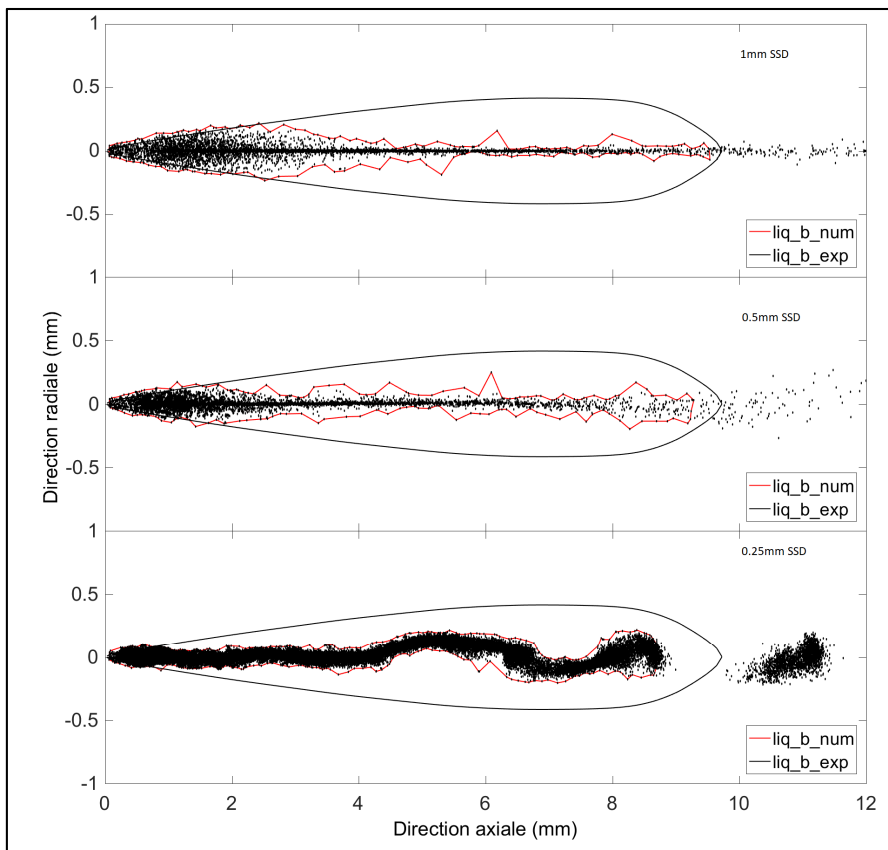 1
1mm SSD
0.5
0
-0.5
liq_b_num
liq_b_exp
1
0.5mm SSD
0.5
0
-0.5
liq_b_num
liq_b_exp
1
0.25mm SSD
0.5
0
-0.5
liq_b_num
liq_b_exp
-1
0 2 4 6 8 10 12
Direction axiale (mm)
Direction radiale (mm)